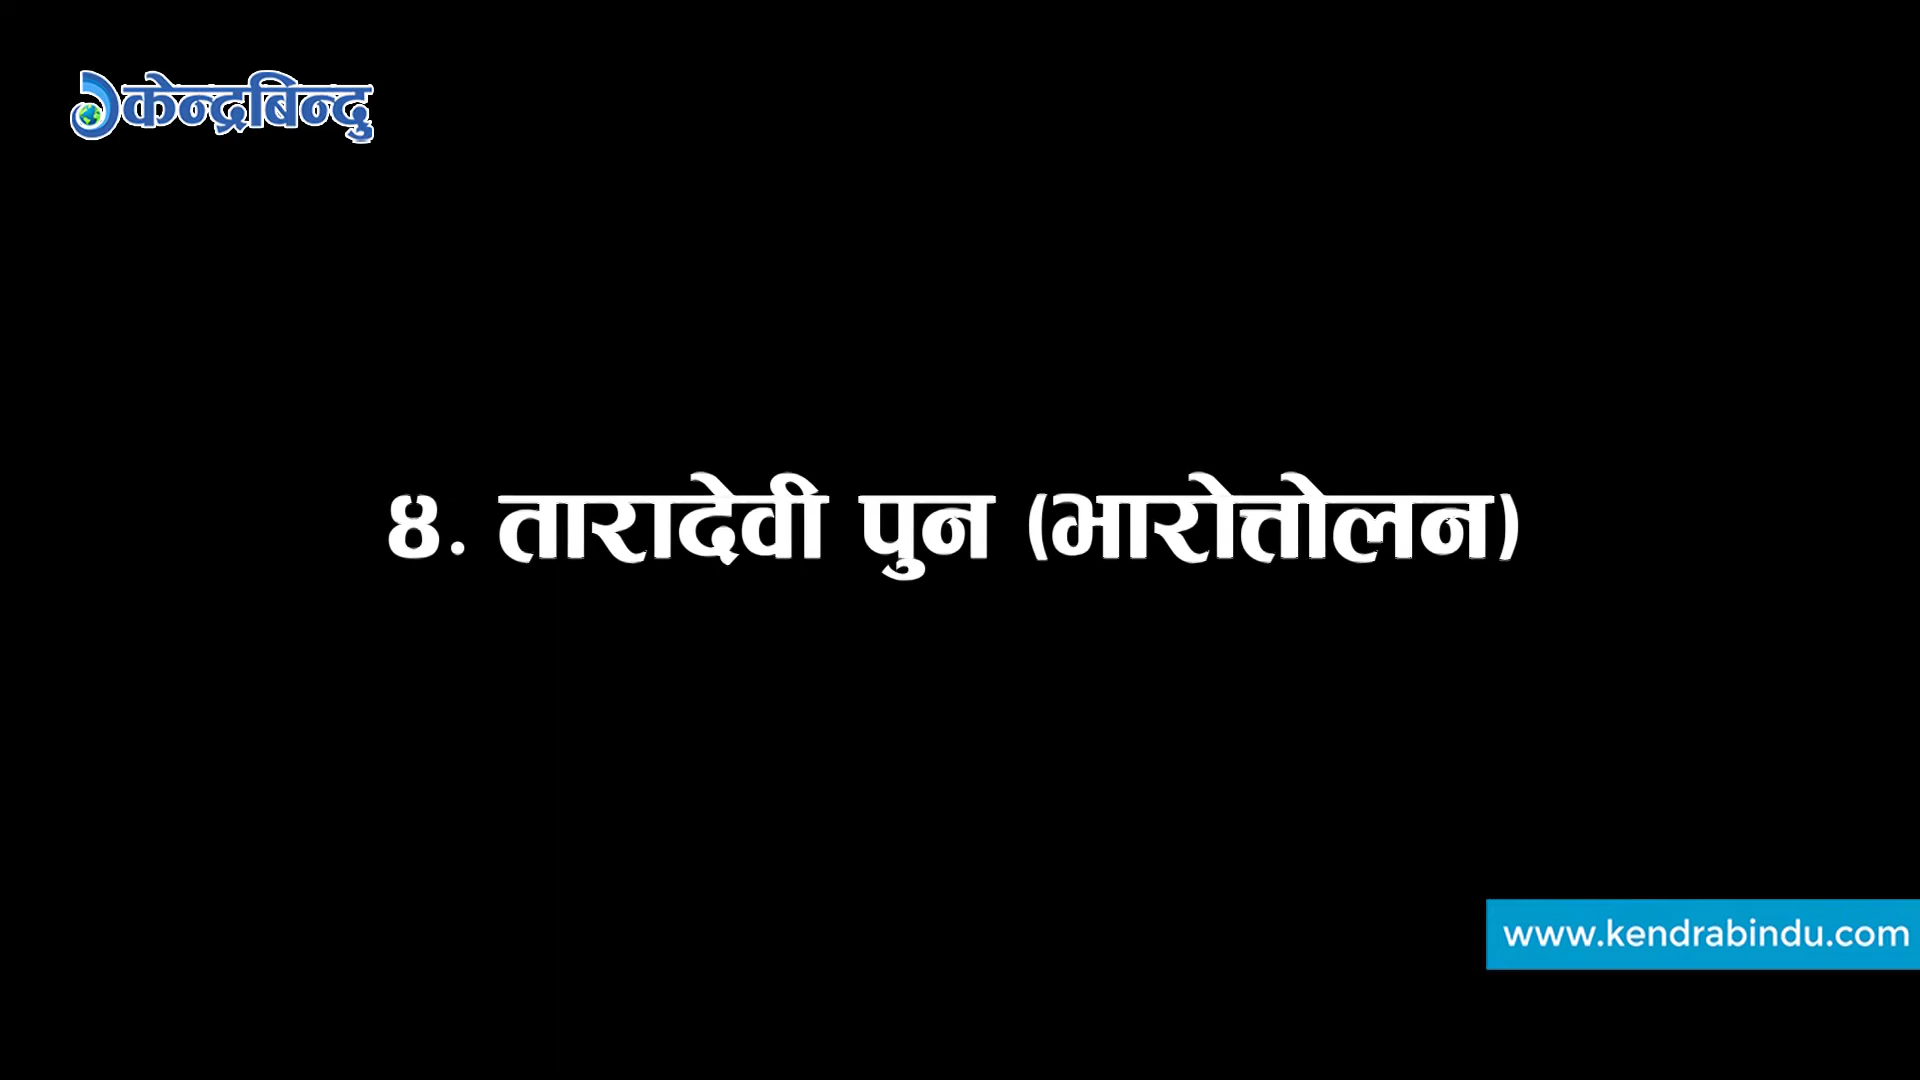 केन्द्रबिन्दु
४. तारादेवी पुन (भारोत्तोलन)
www.kendrabindu.com